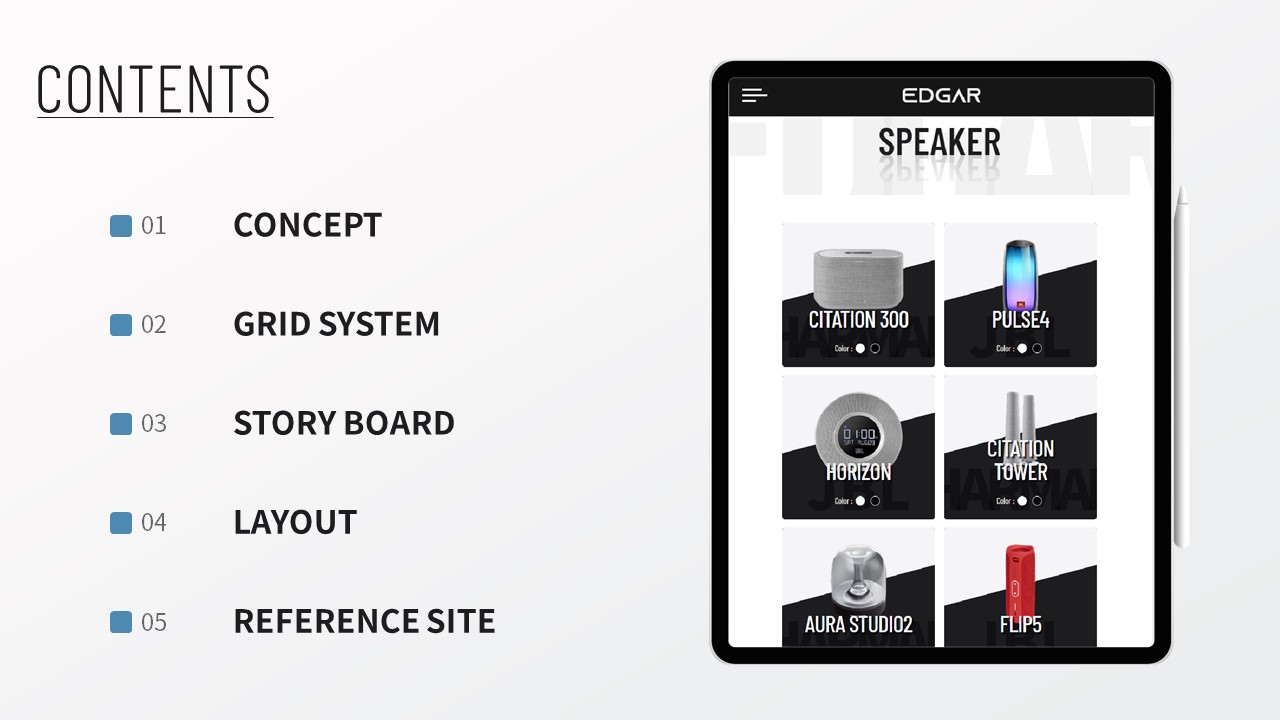 CONTENTS
01 CONCEPT
02 GRID SYSTEM
03 STORY BOARD
04 LAYOUT
05 REFERENCE SITE
EDGAR
SPEAKER
CITATION 300
Color :
PULSE4
Color :
HORIZON
Color :
CITATION
TOWER
Color :
AURA STUDIO2
FLIP5